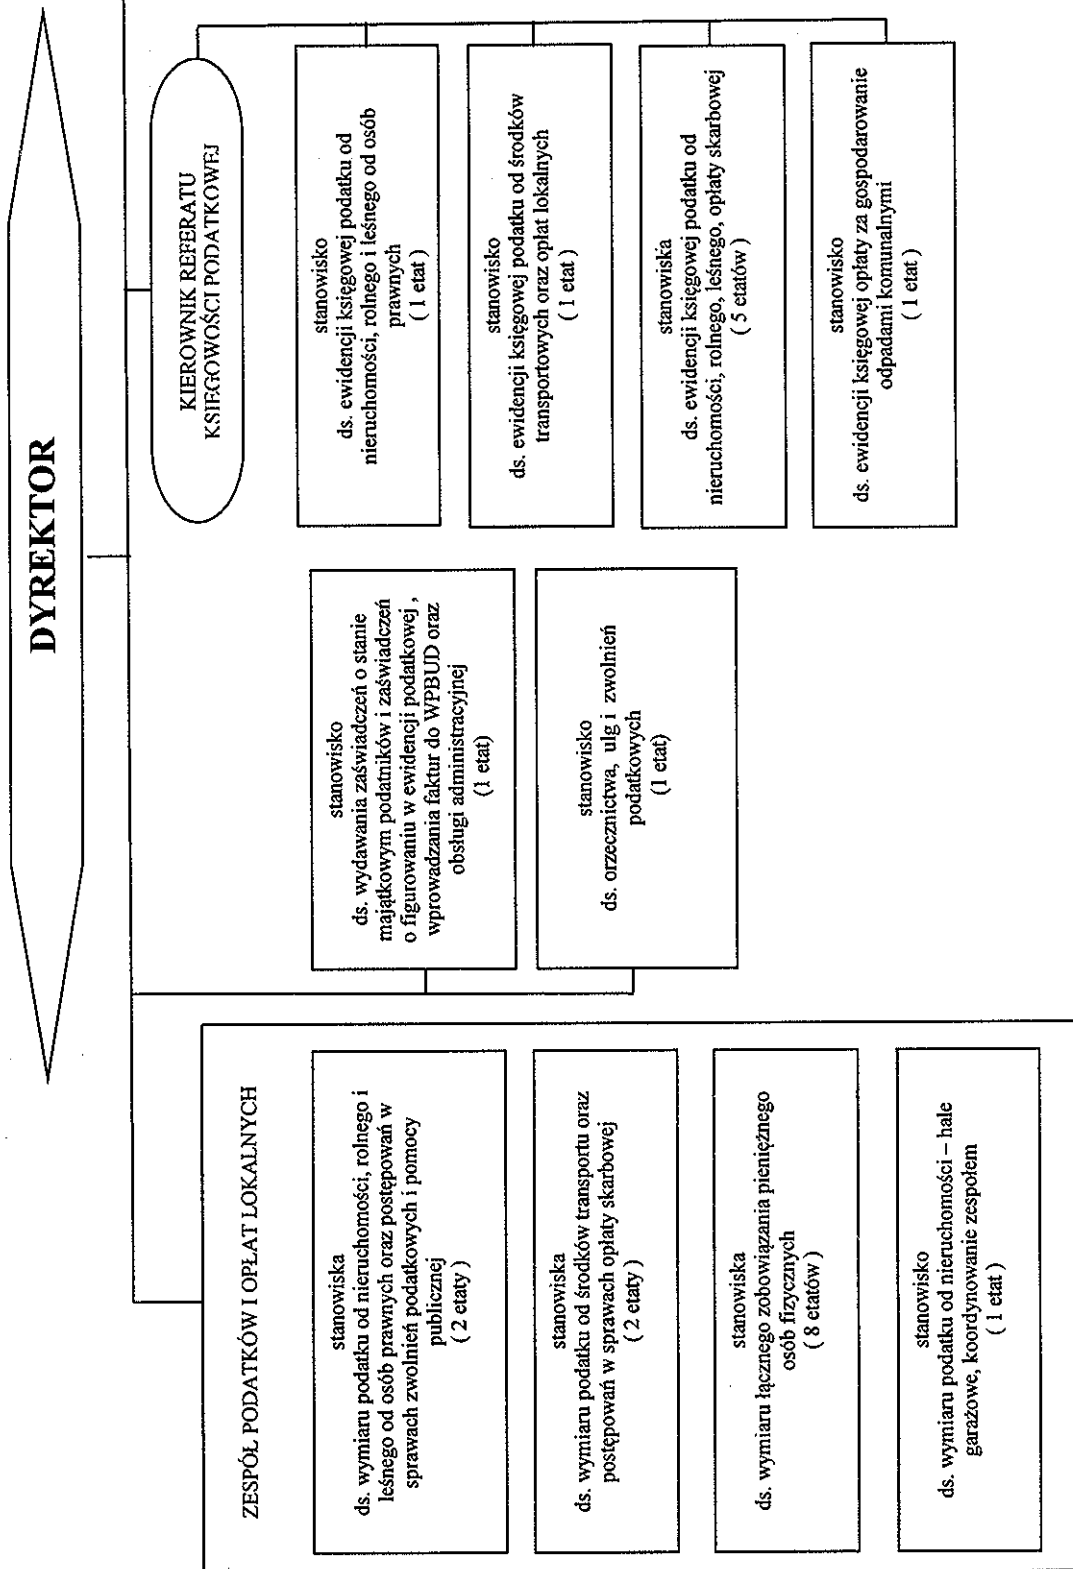 DYREKTOR
ZESPÓŁ PODATKÓW I OPŁAT LOKALNYCH
stanowiska
ds. wymiaru podatku od nieruchomości, rolnego i
leśnego od osób prawnych oraz postępowań w
sprawach zwolnień podatkowych i pomocy
publicznej
( 2 etaty )
stanowiska
ds. wymiaru podatku od środków transportu oraz
postępowań w sprawach opłaty skarbowej
( 2 etaty )
stanowiska
ds. wymiaru łącznego zobowiązania pieniężnego
osób fizycznych
( 8 etatów )
stanowisko
ds. wymiaru podatku od nieruchomości – hale
garażowe, koordynowanie zespołem
( 1 etat )
stanowisko
ds. wydawania zaświadczeń o stanie
majątkowym podatników i zaświadczeń
o figurowaniu w ewidencji podatkowej ,
wprowadzania faktur do WPBUD oraz
obsługi administracyjnej
(1 etat)
stanowisko
ds. orzecznictwa, ulg i zwolnień
podatkowych
(1 etat)
KIEROWNIK REFERATU
KSIĘGOWOŚCI PODATKOWEJ
stanowisko
ds. ewidencji księgowej podatku od
nieruchomości, rolnego i leśnego od osób
prawnych
( 1 etat )
stanowisko
ds. ewidencji księgowej podatku od środków
transportowych oraz opłat lokalnych
( 1 etat )
stanowiska
ds. ewidencji księgowej podatku od
nieruchomości, rolnego, leśnego, opłaty skarbowej
( 5 etatów )
stanowisko
ds. ewidencji księgowej opłaty za gospodarowanie
odpadami komunalnymi
( 1 etat )